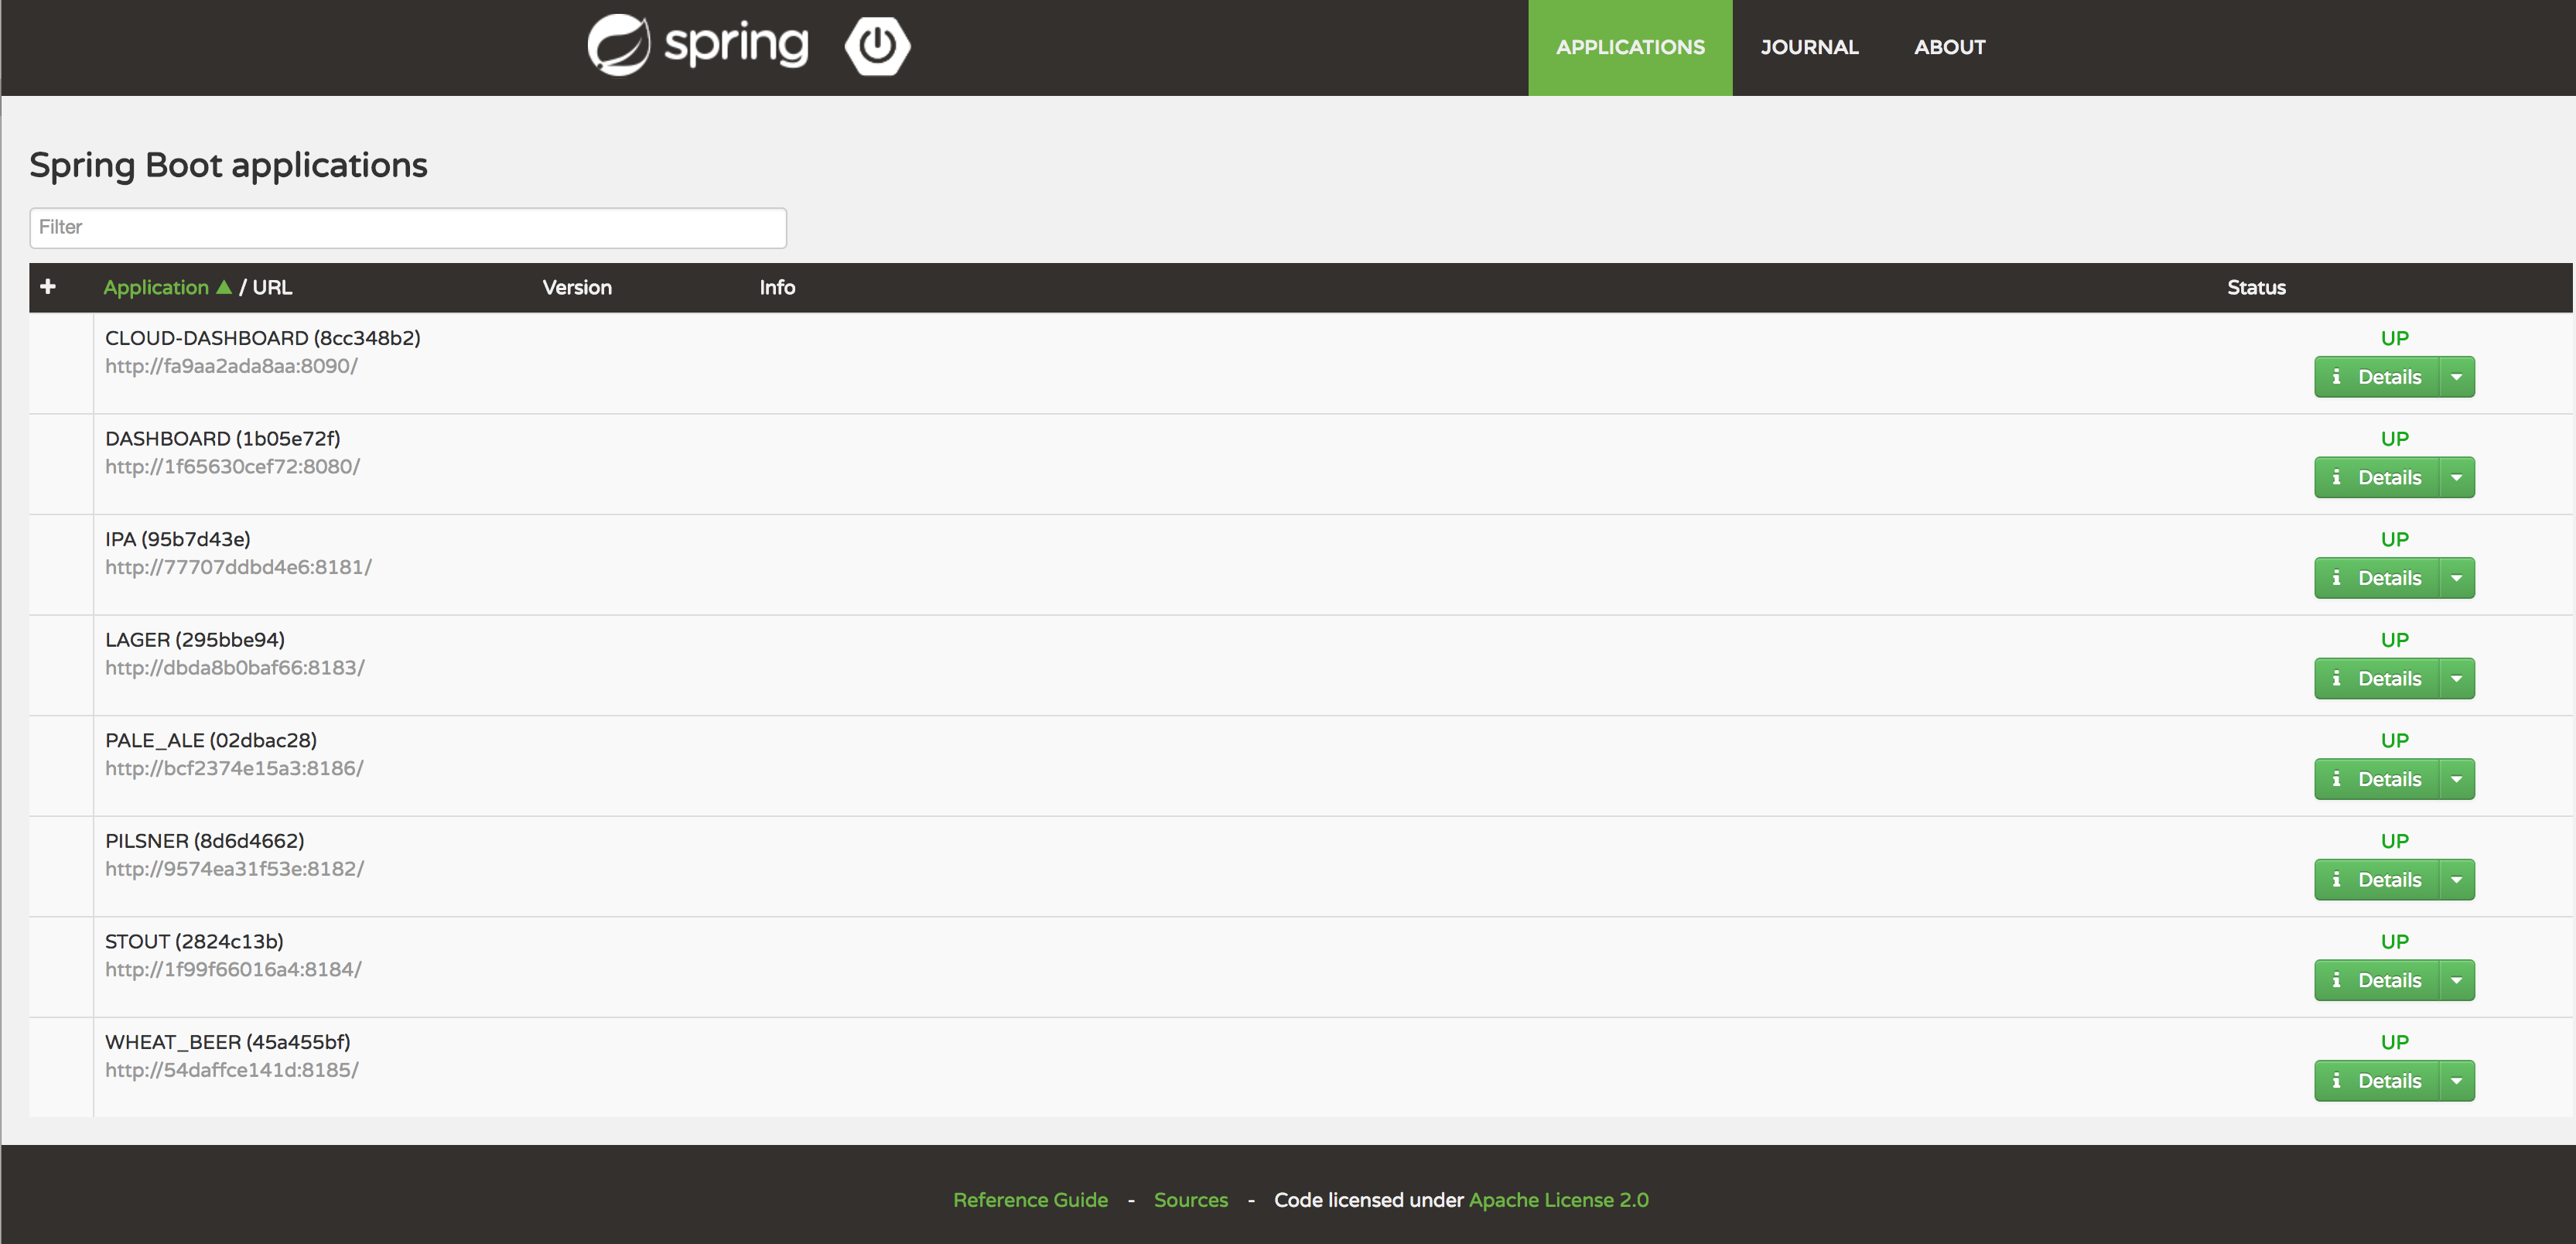 spring
APPLICATIONS JOURNAL ABOUT
Spring Boot applications
Filter
+ Application ▲ / URL Version Info Status
CLOUD-DASHBOARD (8cc348b2) UP
http://fa9aa2ada8aa:8090/ Details
DASHBOARD (1b05e72f) UP
http://1f65630cef72:8080/ Details
IPA (95b7d43e) UP
http://77707ddbd4e6:8181/ Details
LAGER (295bbe94) UP
http://dbda8b0baf66:8183/ Details
PALE_ALE (02dbac28) UP
http://bcf2374e15a3:8186/ Details
PILSNER (8d6d4662) UP
http://9574ea31f53e:8182/ Details
STOUT (2824c13b) UP
http://1f99f66016a4:8184/ Details
WHEAT_BEER (45a455bf) UP
http://54daffce141d:8185/ Details
Reference Guide - Sources - Code licensed under Apache License 2.0